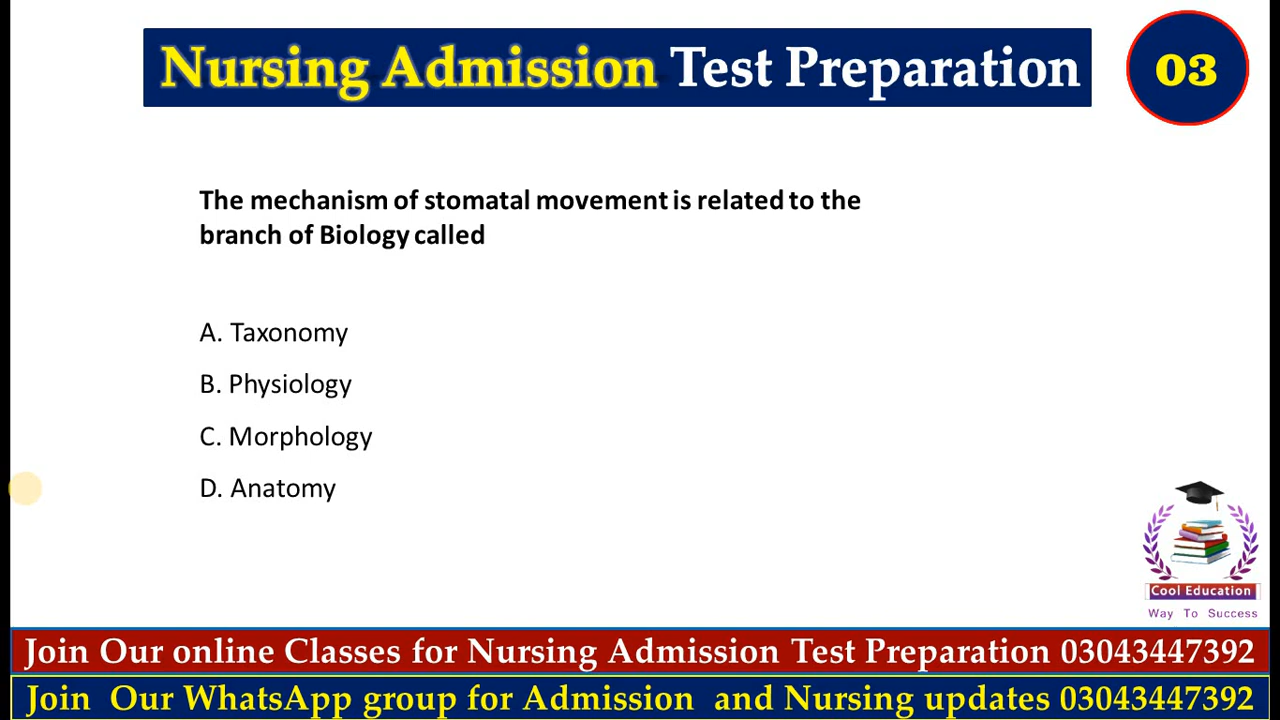 Nursing Admission Test Preparation
03
The mechanism of stomatal movement is related to the
branch of Biology called
A. Taxonomy
B. Physiology
C. Morphology
D. Anatomy
Cool Education
Way To Success
Join Our online Classes for Nursing Admission Test Preparation 03043447392
Join Our WhatsApp group for Admission and Nursing updates 03043447392